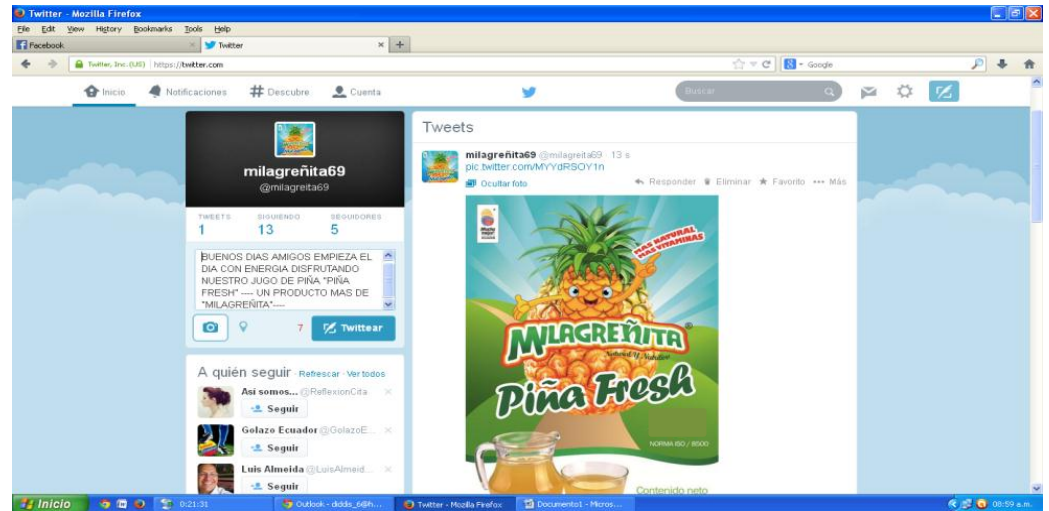 Twitter - Mozilla Firefox
File Edit View History Bookmarks Tools Help
Facebook
Twitter
Twitter, Inc. (US) https://twitter.com
Google
Inicio Notificaciones Descubre Cuenta
Buscar
milagreñita69
@milagreita69
TWEETS SIGUIENDO SEGUIDORES
1 13 5
BUENOS DIAS AMIGOS EMPIEZA EL
DIA CON ENERGIA DISFRUTANDO
NUESTRO JUGO DE PIÑA "PIÑA
FRESH" ---- UN PRODUCTO MAS DE
"MILAGREÑITA"----
7 Twittear
A quién seguir · Refrescar · Ver todos
Así somos... @ReflexionCita
Seguir
Golazo Ecuador @GolazoE...
Seguir
Luis Almeida @LuisAlmeid...
Seguir
Tweets
milagreñita69 @milagreita69 · 13 s
pic.twitter.com/MYYdRSOY1n
Ocultar foto
Responder Eliminar Favorito Más
MAS NATURAL
MAS VITAMINAS
MILAGREÑITA
Natural Y Nutritivo
Piña Fresh
NORMA ISO / 8500
Contenido neto
Inicio
0:21:31
Outlook - diddis_6@h...
Twitter - Mozilla Firefox
Documento1 - Micros...
08:59 a.m.